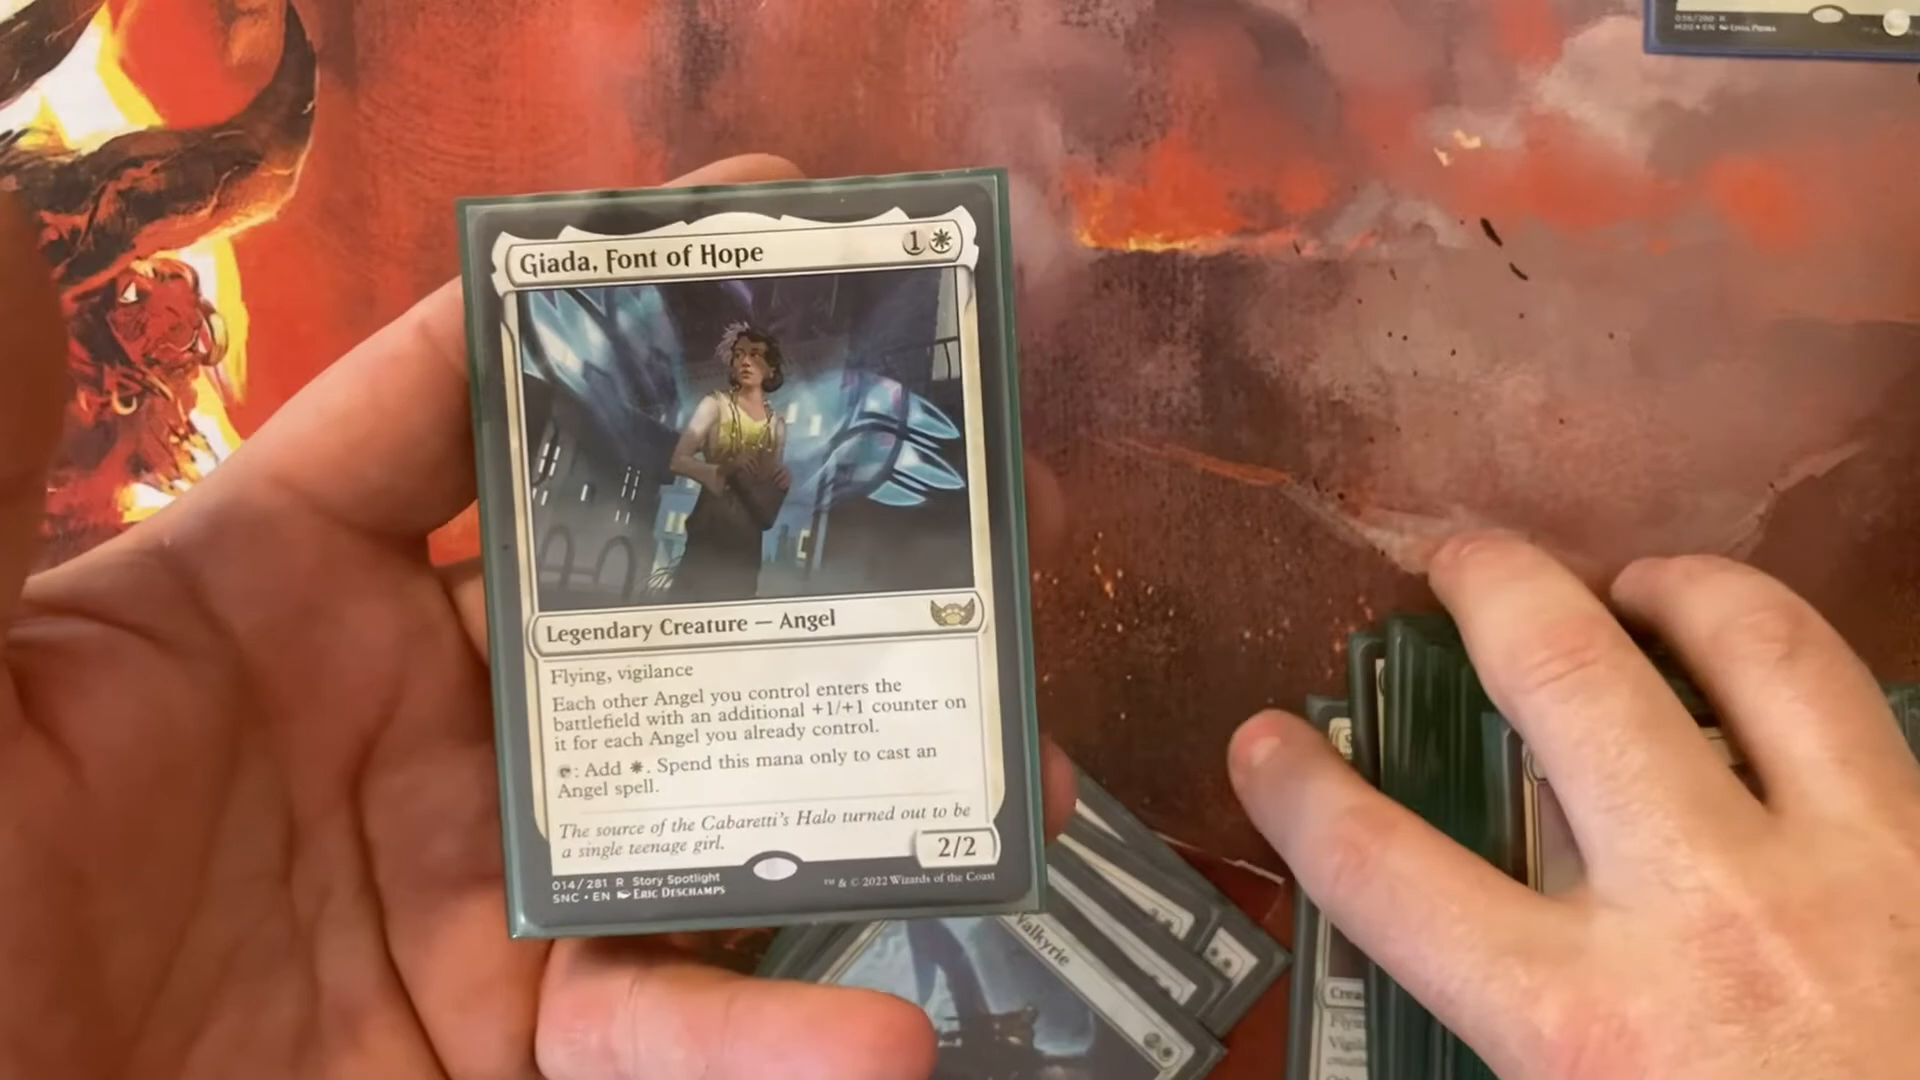 Giada, Font of Hope
1
Legendary Creature — Angel
Flying, vigilance
Each other Angel you control enters the
battlefield with an additional +1/+1 counter on
it for each Angel you already control.
: Add . Spend this mana only to cast an
Angel spell.
The source of the Cabaretti's Halo turned out to be
a single teenage girl.
2/2
014/281 R Story Spotlight
SNC • EN Eric Deschamps
™ & © 2022 Wizards of the Coast
Valkyrie
2